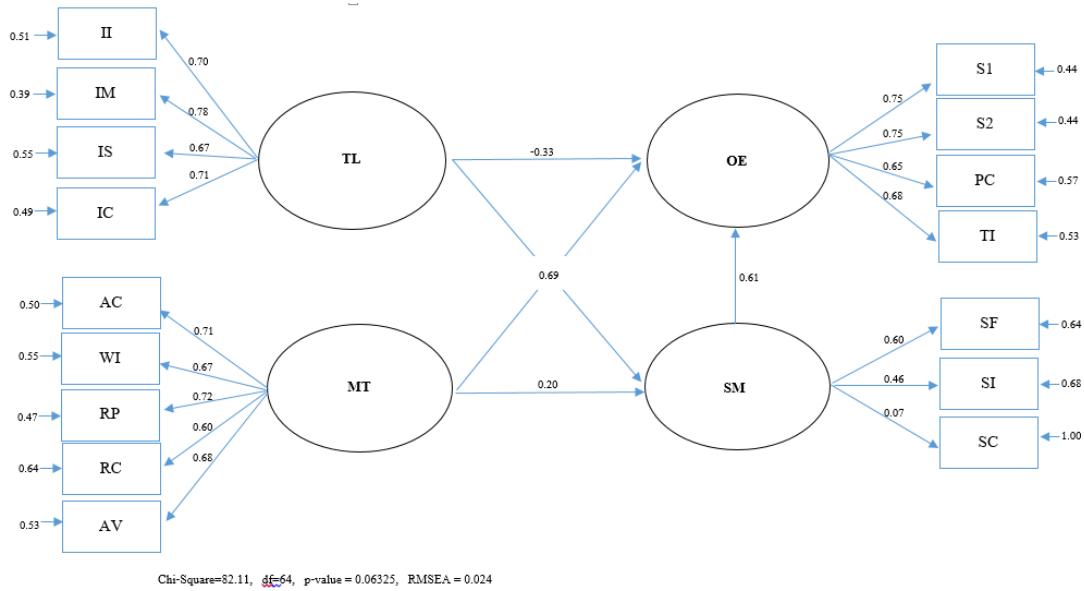 0.51
II
0.70
0.39
IM
0.78
0.55
IS
0.67
0.49
IC
0.71
TL
-0.33
OE
0.75
S1
0.44
0.75
S2
0.44
0.65
PC
0.57
0.68
TI
0.53
0.69
0.61
0.50
AC
0.71
0.55
WI
0.67
0.47
RP
0.72
0.64
RC
0.60
0.53
AV
0.68
MT
0.20
SM
0.60
SF
0.64
0.46
SI
0.68
0.07
SC
1.00
Chi-Square=82.11, df=64, p-value = 0.06325, RMSEA = 0.024